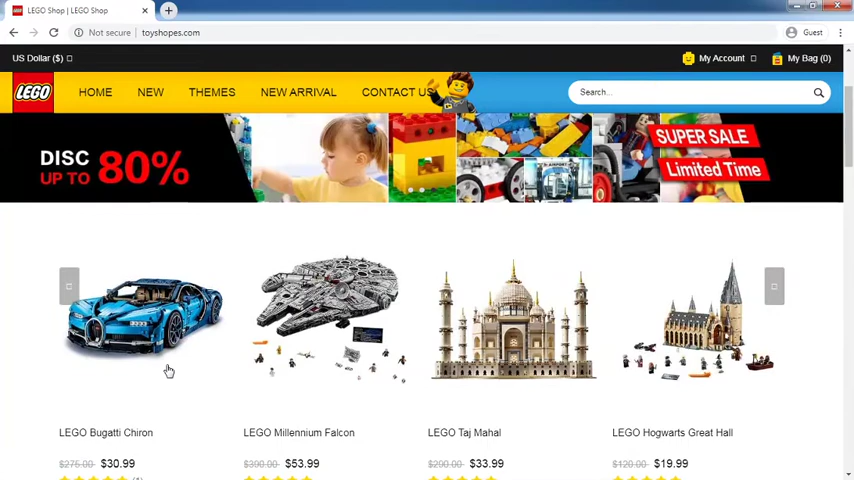 LEGO Shop | LEGO Shop
Guest
Not secure | toyshopes.com
US Dollar ($)
My Account
My Bag (0)
LEGO
HOME
NEW
THEMES
NEW ARRIVAL
CONTACT US
Search...
DISC
UP TO 80%
AIRPORT
SUPER SALE
Limited Time
LEGO Bugatti Chiron
LEGO Millennium Falcon
LEGO Taj Mahal
LEGO Hogwarts Great Hall
$275.00 $30.99
$390.00 $53.99
$290.00 $33.99
$120.00 $19.99